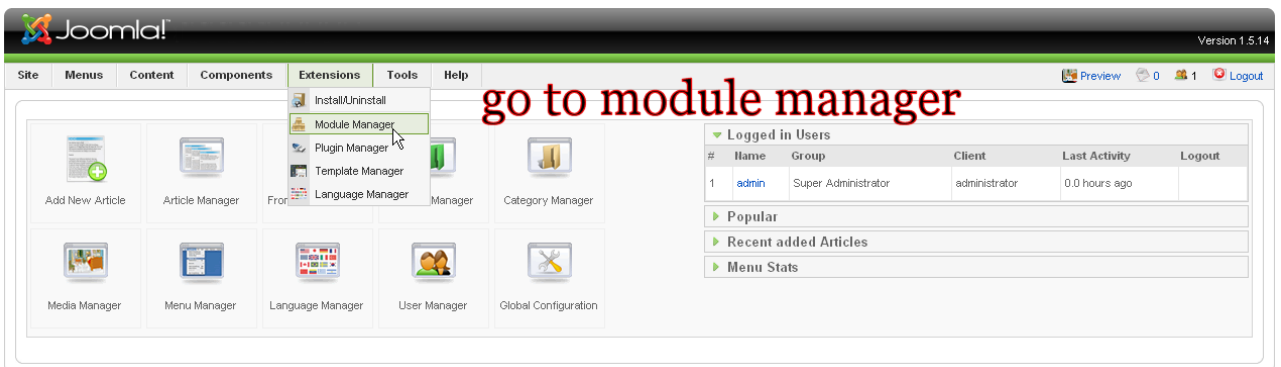 Joomla!
Version 1.5.14
Site Menus Content Components Extensions Tools Help
Preview 0 1 Logout
go to module manager
Install/Uninstall
Module Manager
Plugin Manager
Template Manager
Language Manager
Add New Article
Article Manager
Fron
Manager
Category Manager
Media Manager
Menu Manager
Language Manager
User Manager
Global Configuration
Logged in Users
# Name Group Client Last Activity Logout
1 admin Super Administrator administrator 0.0 hours ago
Popular
Recent added Articles
Menu Stats